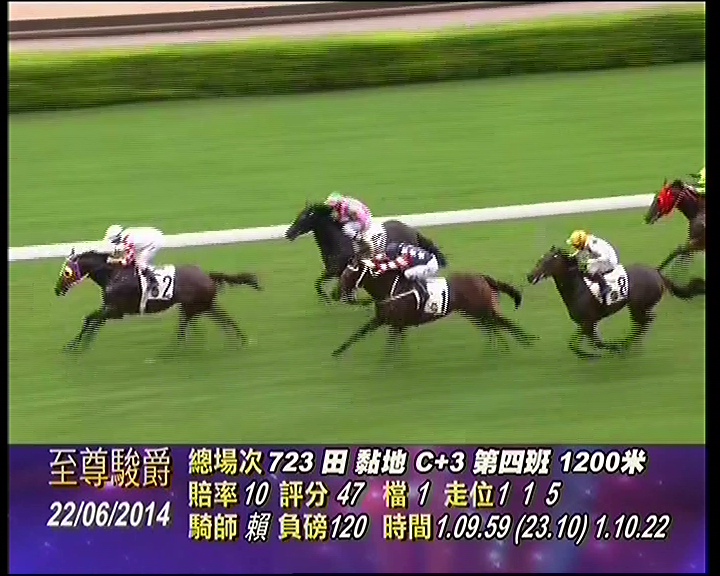 2
至尊駿爵
22/06/2014
總場次 723 田 黏地 C+3 第四班 1200米
賠率 10 評分 47 檔 1 走位 1 1 5
騎師 賴 負磅 120 時間 1.09.59 (23.10) 1.10.22